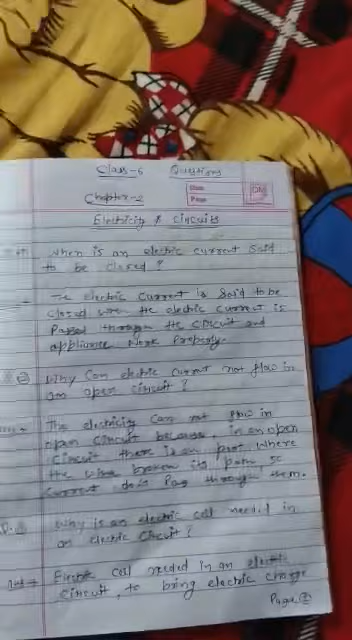 Class-6 Questions
Chapter-2
Date
Page
Electricity & Circuits
When is an electric current said
to be closed?
The electric current is said to be
closed when the electric current is
Passed through the circuit and
appliance work Properly.
Why Can electric current not flow in
an open circuit?
The electricity Can not flow in
open circuit because, in an open
circuit there is an part where
the wire broken its path, so
current does Pass through them.
Why is an electric cell needed in
an electric circuit?
Ans → Electric cell needed in an electric
circuit, to bring electric charge
Page